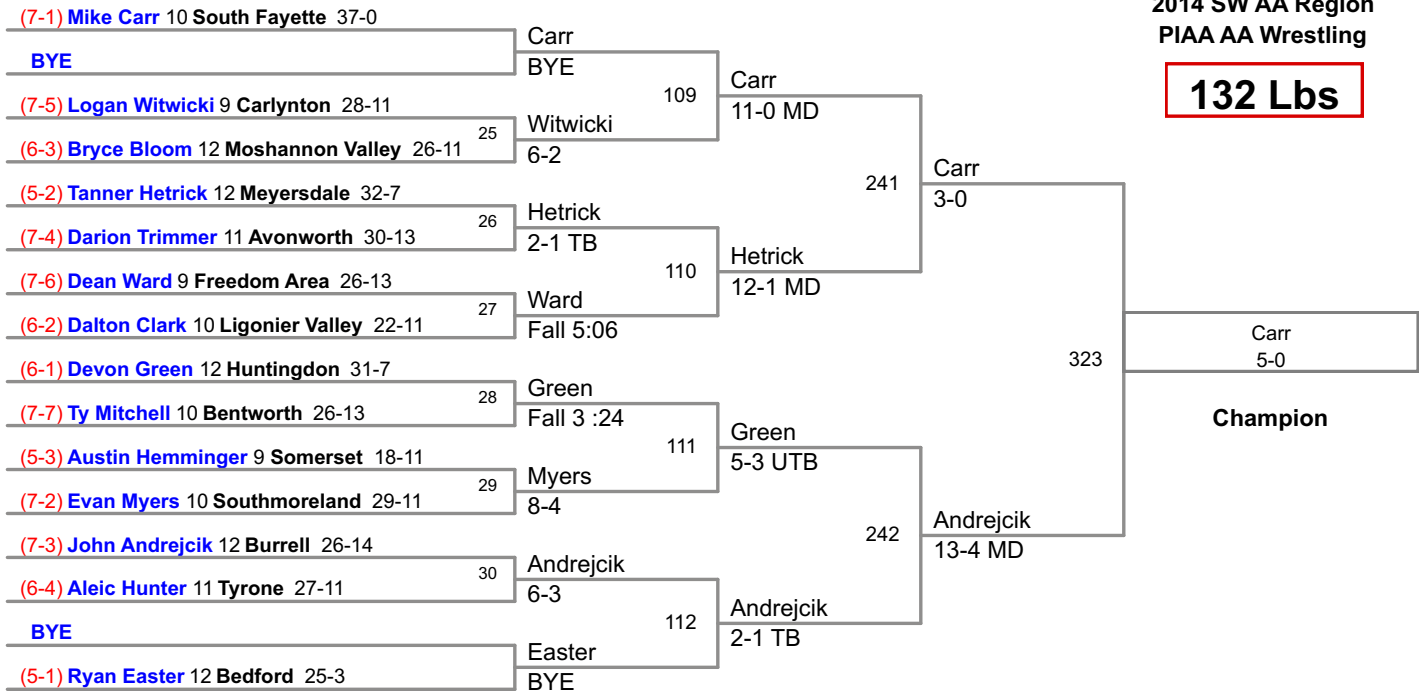 2014 SW AA Region
PIAA AA Wrestling
132 Lbs
(7-1) Mike Carr 10 South Fayette 37-0
BYE
(7-5) Logan Witwicki 9 Carlynton 28-11
(6-3) Bryce Bloom 12 Moshannon Valley 26-11
(5-2) Tanner Hetrick 12 Meyersdale 32-7
(7-4) Darion Trimmer 11 Avonworth 30-13
(7-6) Dean Ward 9 Freedom Area 26-13
(6-2) Dalton Clark 10 Ligonier Valley 22-11
(6-1) Devon Green 12 Huntingdon 31-7
(7-7) Ty Mitchell 10 Bentworth 26-13
(5-3) Austin Hemminger 9 Somerset 18-11
(7-2) Evan Myers 10 Southmoreland 29-11
(7-3) John Andrejcik 12 Burrell 26-14
(6-4) Aleic Hunter 11 Tyrone 27-11
BYE
(5-1) Ryan Easter 12 Bedford 25-3
25
26
27
28
29
30
Carr
BYE
Witwicki
6-2
Hetrick
2-1 TB
Ward
Fall 5:06
Green
Fall 3 :24
Myers
8-4
Andrejcik
6-3
Easter
BYE
109
110
111
112
Carr
11-0 MD
Hetrick
12-1 MD
Green
5-3 UTB
Andrejcik
2-1 TB
241
242
Carr
3-0
Andrejcik
13-4 MD
323
Carr
5-0
Champion